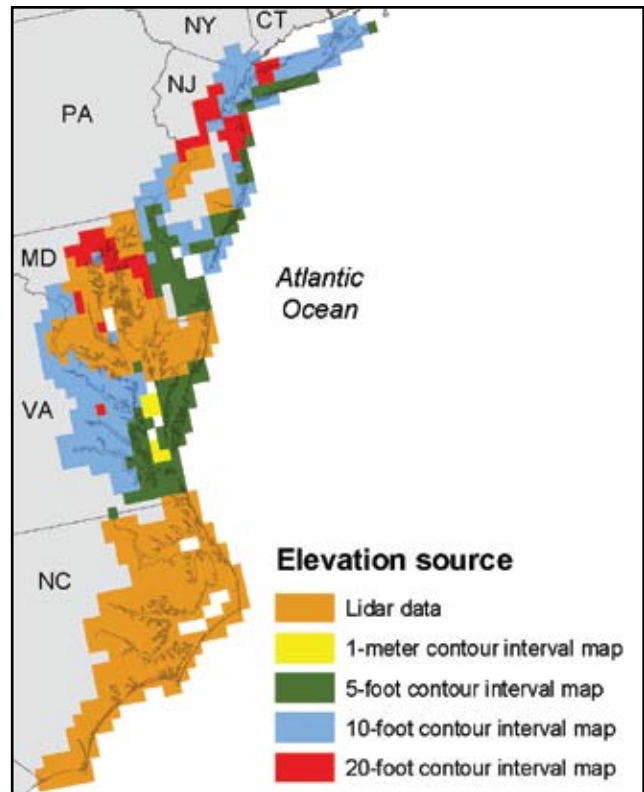 NY
CT
NJ
PA
MD
Atlantic
Ocean
VA
NC
Elevation source
Lidar data
1-meter contour interval map
5-foot contour interval map
10-foot contour interval map
20-foot contour interval map